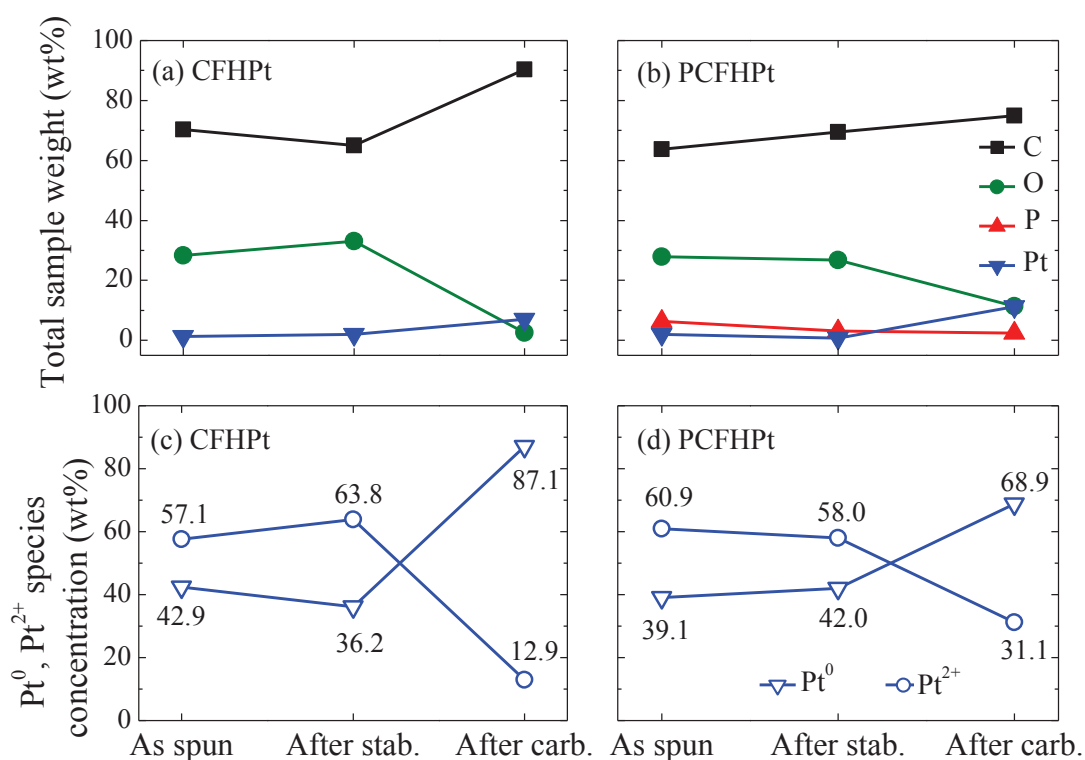 Total sample weight (wt%)
100
80
60
40
20
0
(a) CFHPt
(b) PCFHPt
C
O
P
Pt
Pt⁰, Pt²⁺ species
concentration (wt%)
100
80
60
40
20
0
(c) CFHPt
57.1
63.8
87.1
42.9
36.2
12.9
(d) PCFHPt
60.9
58.0
68.9
39.1
42.0
31.1
Pt⁰
Pt²⁺
As spun After stab. After carb.
As spun After stab. After carb.